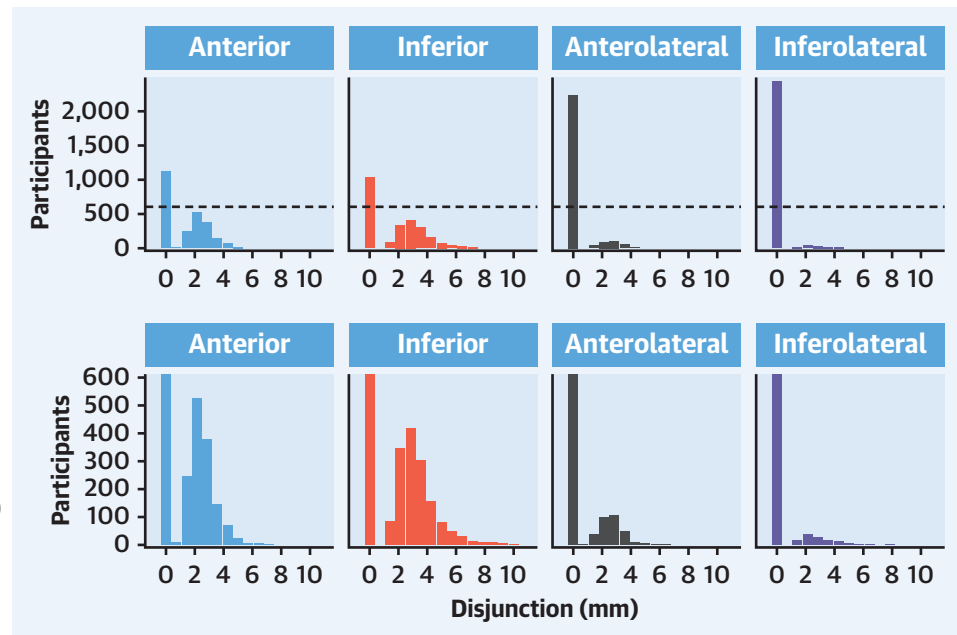 Anterior Inferior Anterolateral Inferolateral
Participants
2,000
1,500
1,000
500
0
0 2 4 6 8 10 0 2 4 6 8 10 0 2 4 6 8 10 0 2 4 6 8 10
Anterior Inferior Anterolateral Inferolateral
Participants
600
500
400
300
200
100
0
0 2 4 6 8 10 0 2 4 6 8 10 0 2 4 6 8 10 0 2 4 6 8 10
Disjunction (mm)